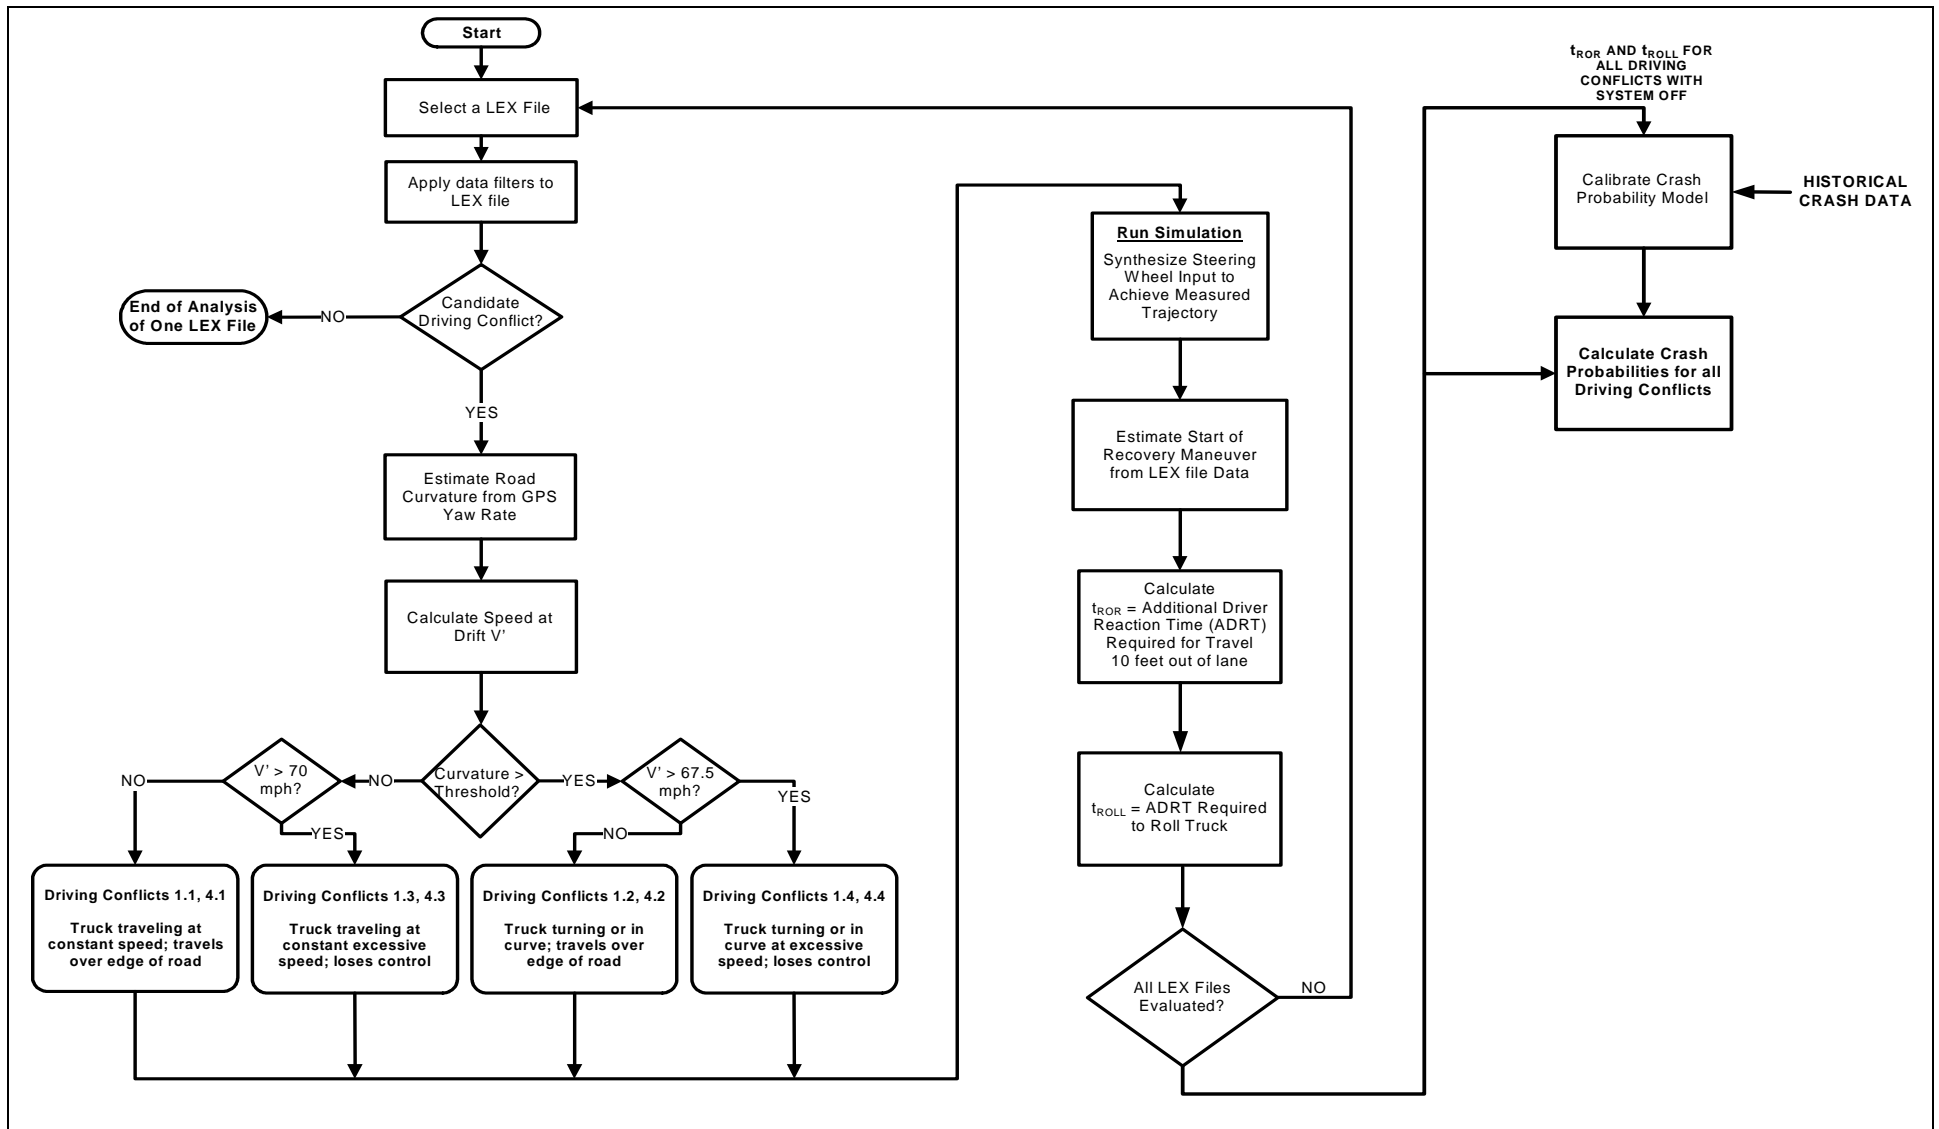 Start
Select a LEX File
Apply data filters to
LEX file
Candidate
Driving Conflict?
NO
End of Analysis
of One LEX File
YES
Estimate Road
Curvature from GPS
Yaw Rate
Calculate Speed at
Drift V’
Curvature >
Threshold?
NO
YES
V’ > 70
mph?
NO
YES
V’ > 67.5
mph?
NO
YES
Driving Conflicts 1.1, 4.1
Truck traveling at
constant speed; travels
over edge of road
Driving Conflicts 1.3, 4.3
Truck traveling at
constant excessive
speed; loses control
Driving Conflicts 1.2, 4.2
Truck turning or in
curve; travels over
edge of road
Driving Conflicts 1.4, 4.4
Truck turning or in
curve at excessive
speed; loses control
Run Simulation
Synthesize Steering
Wheel Input to
Achieve Measured
Trajectory
Estimate Start of
Recovery Maneuver
from LEX file Data
Calculate
tROR = Additional Driver
Reaction Time (ADRT)
Required for Travel
10 feet out of lane
Calculate
tROLL = ADRT Required
to Roll Truck
All LEX Files
Evaluated?
NO
tROR AND tROLL FOR
ALL DRIVING
CONFLICTS WITH
SYSTEM OFF
Calibrate Crash
Probability Model
HISTORICAL
CRASH DATA
Calculate Crash
Probabilities for all
Driving Conflicts